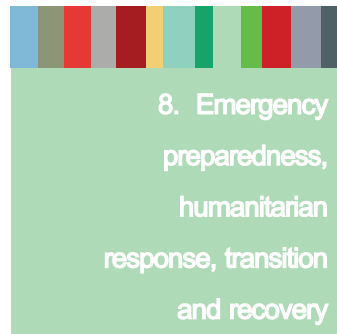 8. Emergency
preparedness,
humanitarian
response, transition
and recovery